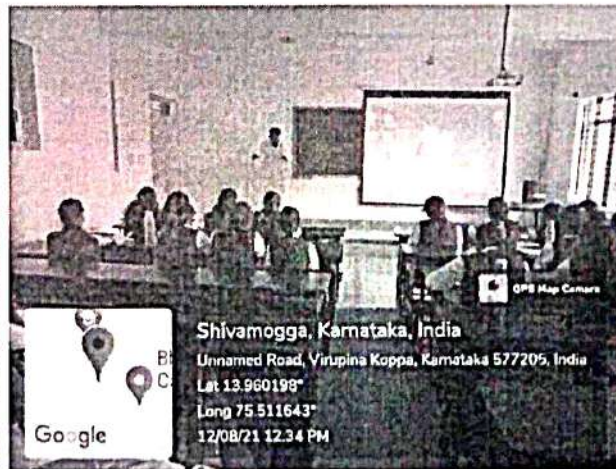 GPS Map Camera
Shivamogga, Karnataka, India
Unnamed Road, Virupina Koppa, Karnataka 577205, India
Lat 13.960198°
Long 75.511643°
12/08/21 12.34 PM
Google